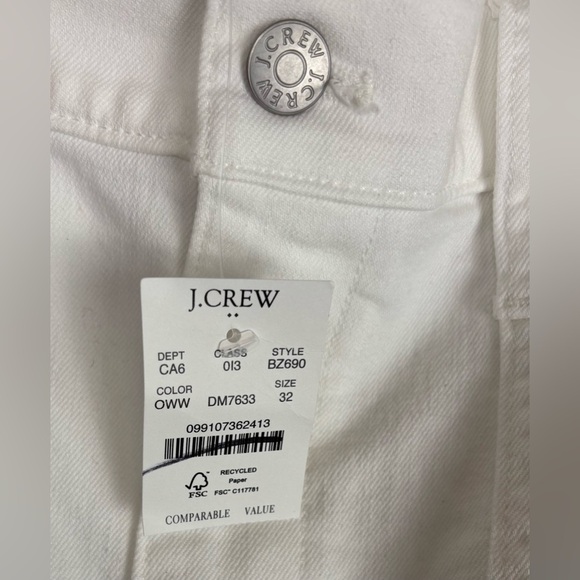 J.CREW J.CREW
J.CREW
DEPT CLASS STYLE
CA6 0I3 BZ690
COLOR SIZE
OWW DM7633 32
099107362413
RECYCLED
Paper
FSC FSC® C117781
COMPARABLE VALUE